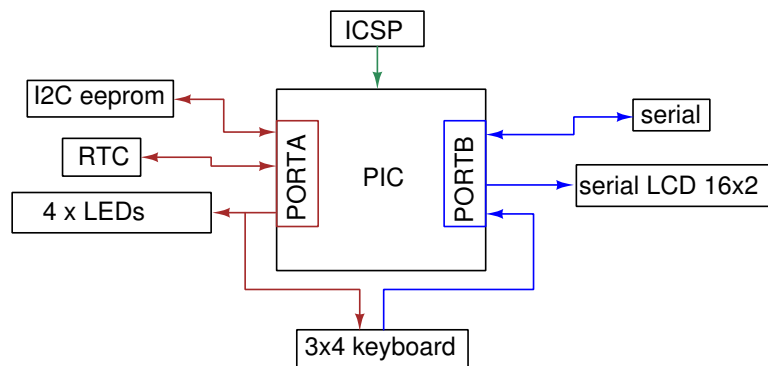 ICSP
I2C eeprom
RTC
4 x LEDs
PORTA
PIC
PORTB
serial
serial LCD 16x2
3x4 keyboard